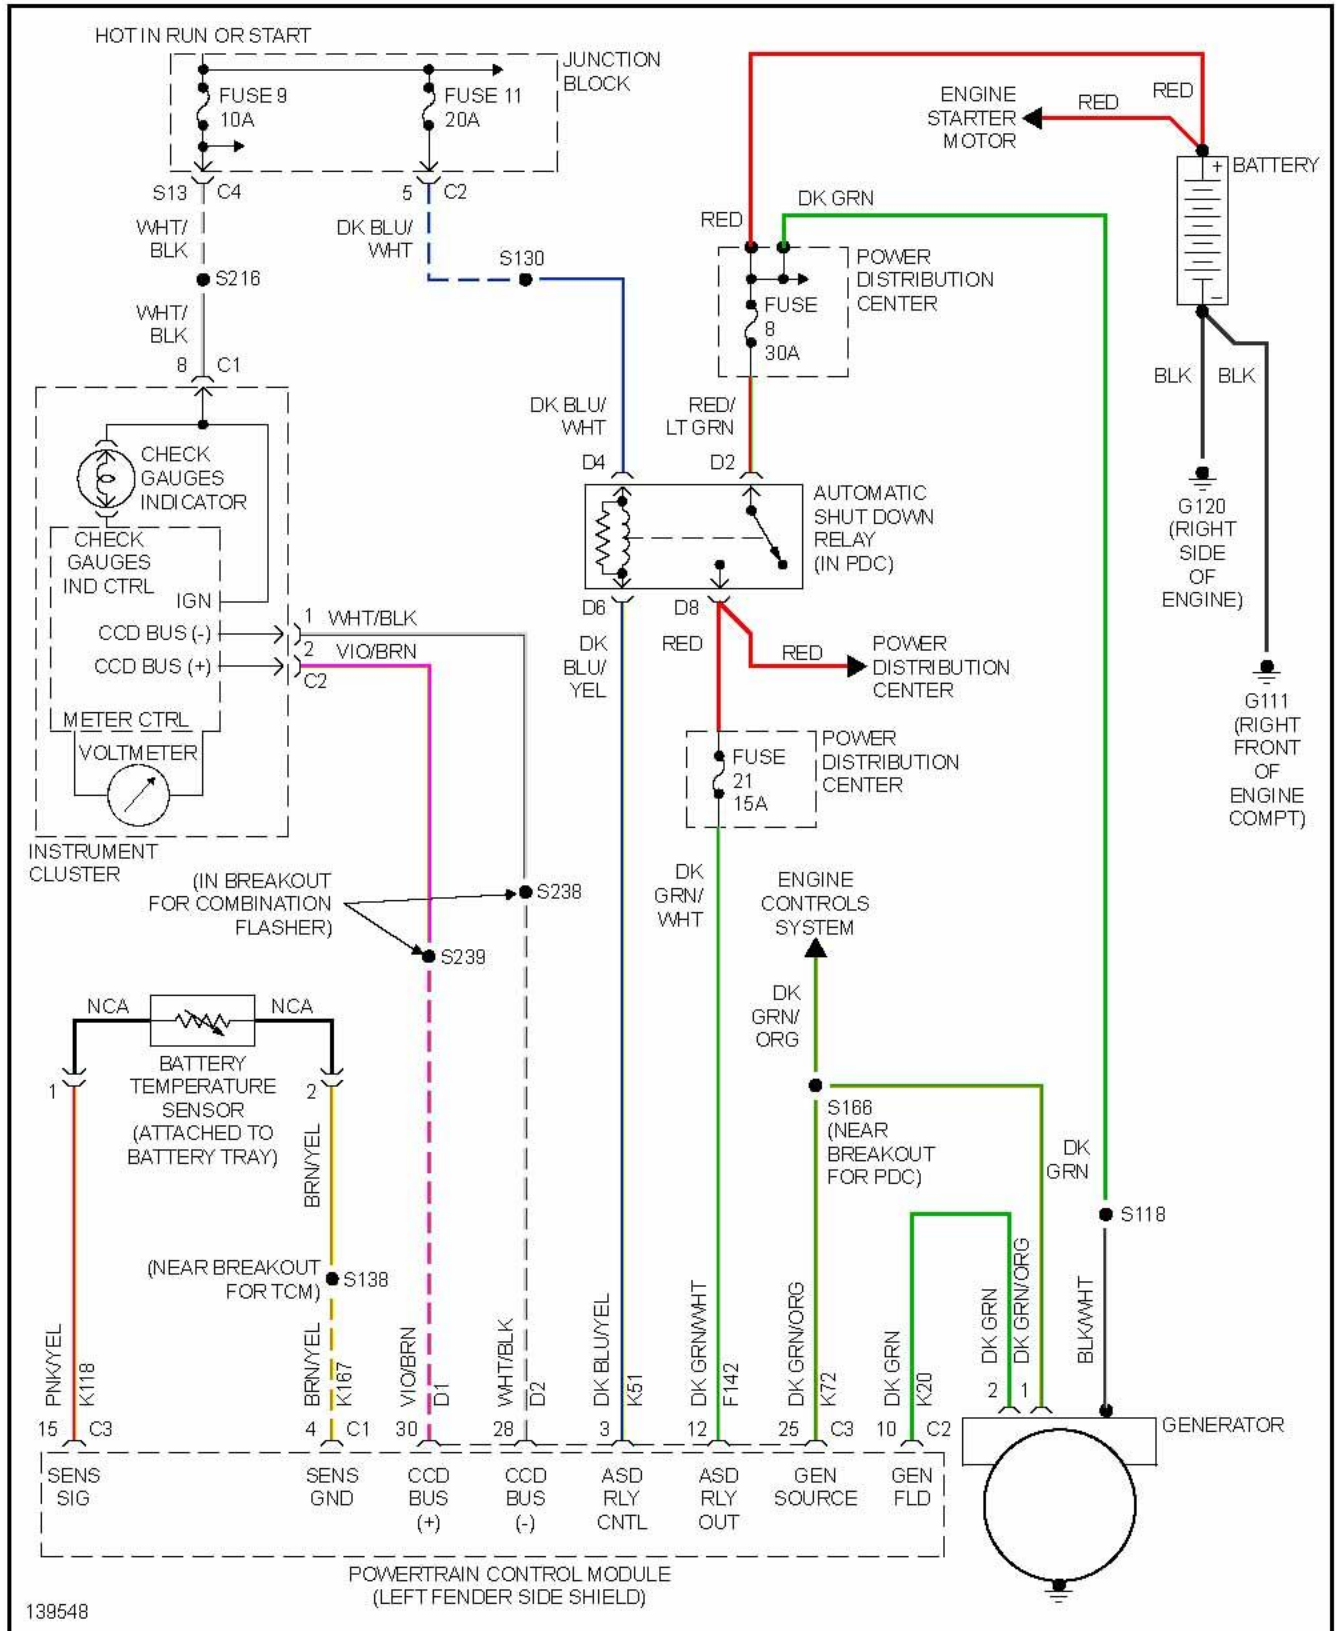 HOT IN RUN OR START
JUNCTION
BLOCK
FUSE 9
10A
FUSE 11
20A
S13
C4
5
C2
WHT/
BLK
DK BLU/
WHT
S216
S130
WHT/
BLK
8
C1
ENGINE
STARTER
MOTOR
RED
RED
BATTERY
+
−
RED
DK GRN
POWER
DISTRIBUTION
CENTER
FUSE
8
30A
BLK
BLK
DK BLU/
WHT
RED/
LT GRN
D4
D2
CHECK
GAUGES
INDICATOR
CHECK
GAUGES
IND CTRL
IGN
CCD BUS (-)
CCD BUS (+)
1
WHT/BLK
2
VIO/BRN
C2
METER CTRL
VOLTMETER
INSTRUMENT
CLUSTER
AUTOMATIC
SHUT DOWN
RELAY
(IN PDC)
G120
(RIGHT
SIDE
OF
ENGINE)
D6
D8
DK
BLU/
YEL
RED
RED
POWER
DISTRIBUTION
CENTER
G111
(RIGHT
FRONT
OF
ENGINE
COMPT)
FUSE
21
15A
POWER
DISTRIBUTION
CENTER
(IN BREAKOUT
FOR COMBINATION
FLASHER)
S238
S239
DK
GRN/
WHT
ENGINE
CONTROLS
SYSTEM
DK
GRN/
ORG
NCA
NCA
BATTERY
TEMPERATURE
SENSOR
(ATTACHED TO
BATTERY TRAY)
1
2
BRN/YEL
S166
(NEAR
BREAKOUT
FOR PDC)
DK
GRN
S118
(NEAR BREAKOUT
FOR TCM)
S138
PNK/YEL
K118
BRN/YEL
K167
VIO/BRN
D1
WHT/BLK
D2
DK BLU/YEL
K51
DK GRN/WHT
F142
DK GRN/ORG
K72
DK GRN
K20
DK GRN
DK GRN/ORG
BLK/WHT
2
1
15
C3
4
C1
30
28
3
12
25
C3
10
C2
GENERATOR
SENS
SIG
SENS
GND
CCD
BUS
(+)
CCD
BUS
(-)
ASD
RLY
CNTL
ASD
RLY
OUT
GEN
SOURCE
GEN
FLD
POWERTRAIN CONTROL MODULE
(LEFT FENDER SIDE SHIELD)
139548